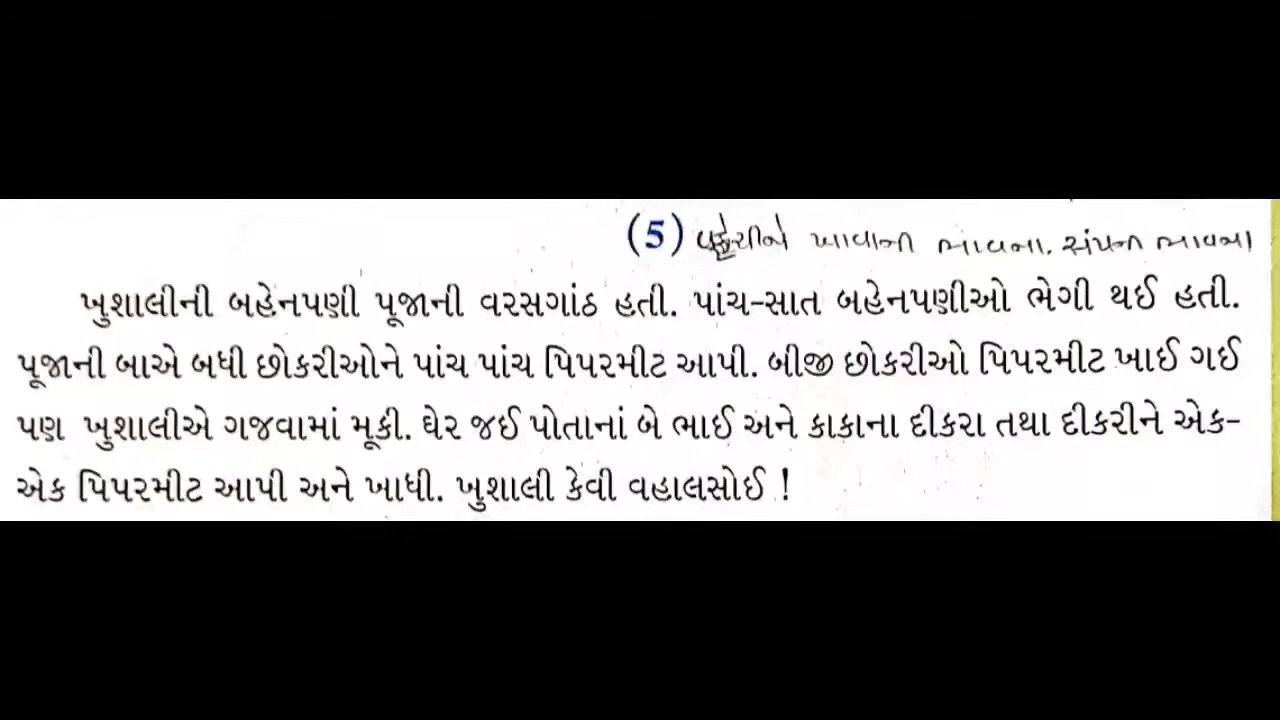 (5) વહેંચીને ખાવાની ભાવના. સંપની ભાવના
ખુશાલીની બહેનપણી પૂજાની વરસગાંઠ હતી. પાંચ-સાત બહેનપણીઓ ભેગી થઈ હતી.
પૂજાની બાએ બધી છોકરીઓને પાંચ પાંચ પિપરમીટ આપી. બીજી છોકરીઓ પિપરમીટ ખાઈ ગઈ
પણ ખુશાલીએ ગજવામાં મૂકી. ઘેર જઈ પોતાનાં બે ભાઈ અને કાકાના દીકરા તથા દીકરીને એક-
એક પિપરમીટ આપી અને ખાધી. ખુશાલી કેવી વહાલસોઈ !